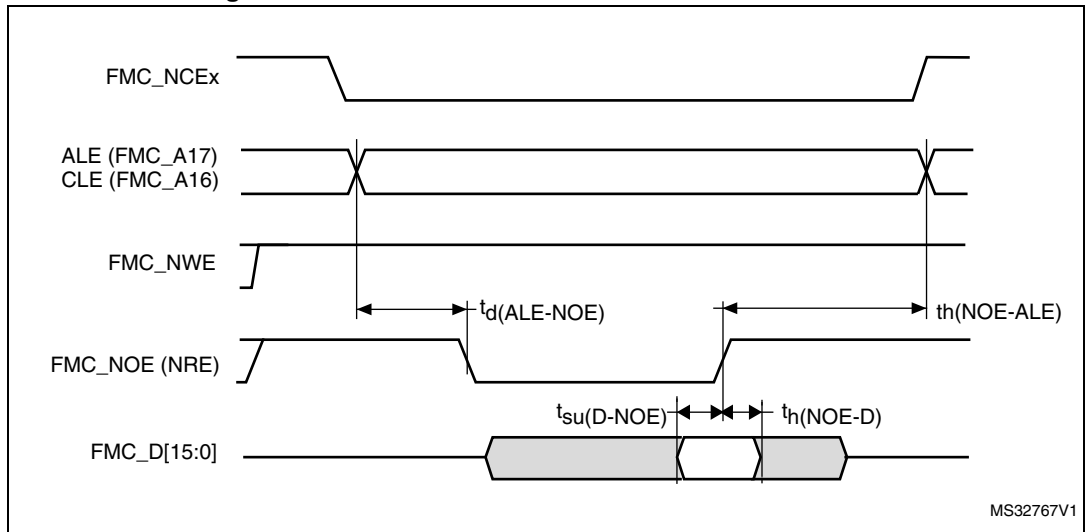 FMC_NCEx
ALE (FMC_A17)
CLE (FMC_A16)
FMC_NWE
td(ALE-NOE)
th(NOE-ALE)
FMC_NOE (NRE)
tsu(D-NOE)
th(NOE-D)
FMC_D[15:0]
MS32767V1